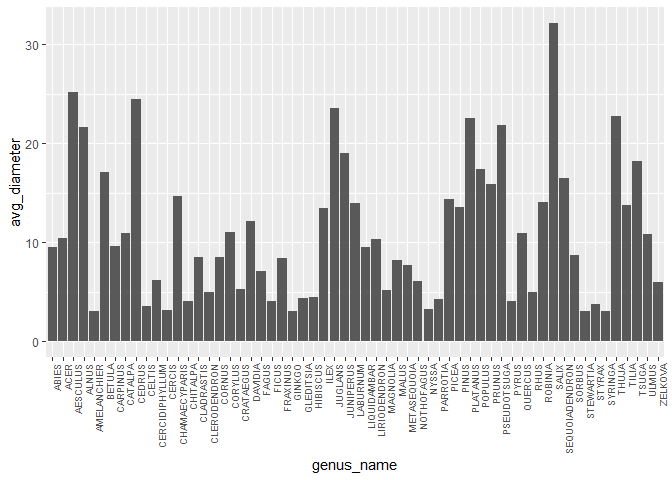 30
20
10
0
avg_diameter
ABIES
ACER
AESCULUS
ALNUS
AMELANCHIER
BETULA
CARPINUS
CATALPA
CEDRUS
CELTIS
CERCIDIPHYLLUM
CERCIS
CHAMAECYPARIS
CHITALPA
CLADRASTIS
CLERODENDRON
CORNUS
CORYLUS
CRATAEGUS
DAVIDIA
FAGUS
FICUS
FRAXINUS
GINKGO
GLEDITSIA
HIBISCUS
ILEX
JUGLANS
JUNIPERUS
LABURNUM
LIQUIDAMBAR
LIRIODENDRON
MAGNOLIA
MALUS
METASEQUOIA
NOTHOFAGUS
NYSSA
PARROTIA
PICEA
PINUS
PLATANUS
POPULUS
PRUNUS
PSEUDOTSUGA
PYRUS
QUERCUS
RHUS
ROBINIA
SALIX
SEQUOIADENDRON
SORBUS
STEWARTIA
STYRAX
SYRINGA
THUJA
TILIA
TSUGA
ULMUS
ZELKOVA
genus_name